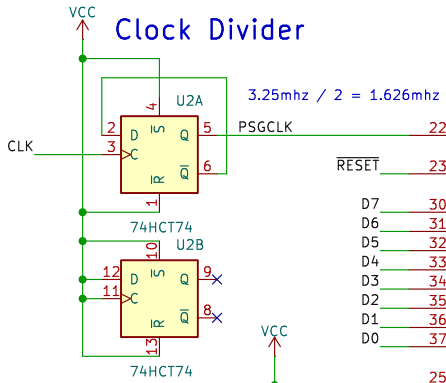 VCC
Clock Divider
4
U2A
3.25mhz / 2 = 1.626mhz
2
D
S
Q
5
PSGCLK
22
CLK
3
C
Q
6
RESET
23
R
1
D7
30
74HCT74
D6
31
10
U2B
D5
32
S
D4
33
12
D
Q
9
D3
34
11
C
D2
35
Q
8
D1
36
R
VCC
D0
37
13
74HCT74
25